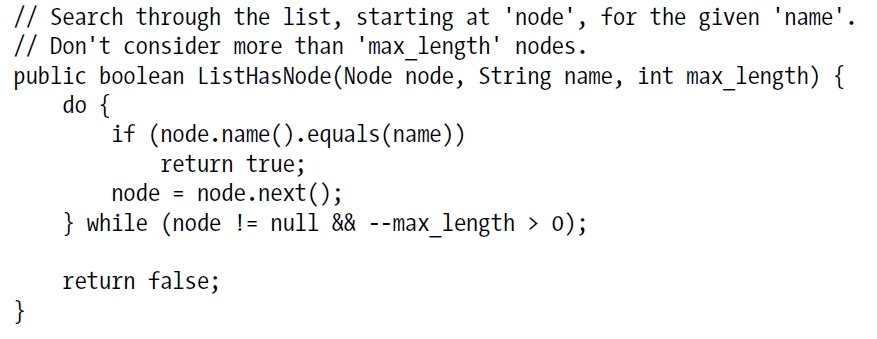 // Search through the list, starting at 'node', for the given 'name'.
// Don't consider more than 'max_length' nodes.
public boolean ListHasNode(Node node, String name, int max_length) {
    do {
        if (node.name().equals(name))
            return true;
        node = node.next();
    } while (node != null && --max_length > 0);

    return false;
}